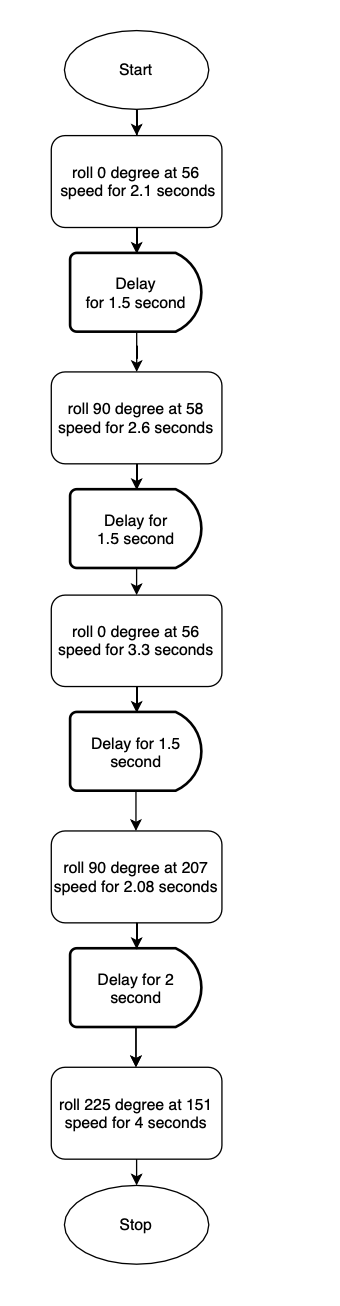 Start
roll 0 degree at 56
speed for 2.1 seconds
Delay
for 1.5 second
roll 90 degree at 58
speed for 2.6 seconds
Delay for
1.5 second
roll 0 degree at 56
speed for 3.3 seconds
Delay for 1.5
second
roll 90 degree at 207
speed for 2.08 seconds
Delay for 2
second
roll 225 degree at 151
speed for 4 seconds
Stop